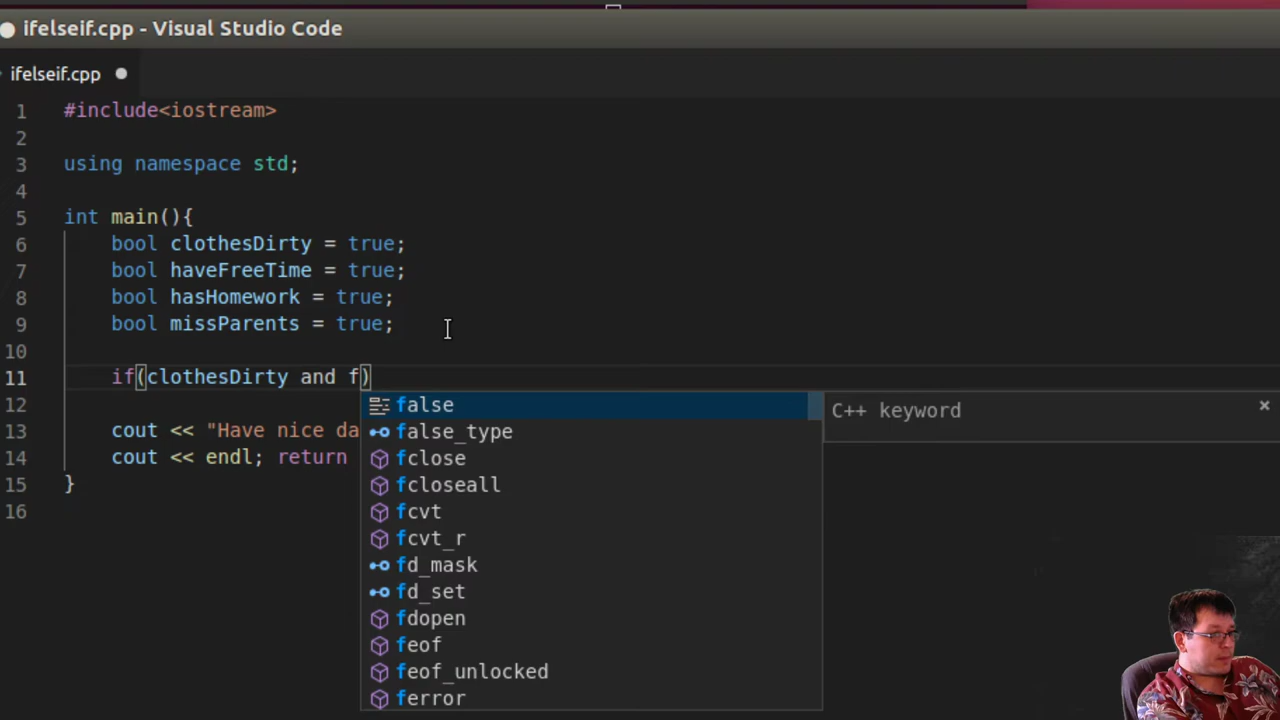 ifelseif.cpp - Visual Studio Code
ifelseif.cpp
1 #include<iostream>
2
3 using namespace std;
4
5 int main(){
6 bool clothesDirty = true;
7 bool haveFreeTime = true;
8 bool hasHomework = true;
9 bool missParents = true;
10
11 if(clothesDirty and f)
12
13 cout << "Have nice da
14 cout << endl; return
15 }
16
false
false_type
fclose
fcloseall
fcvt
fcvt_r
fd_mask
fd_set
fdopen
feof
feof_unlocked
ferror
C++ keyword ×